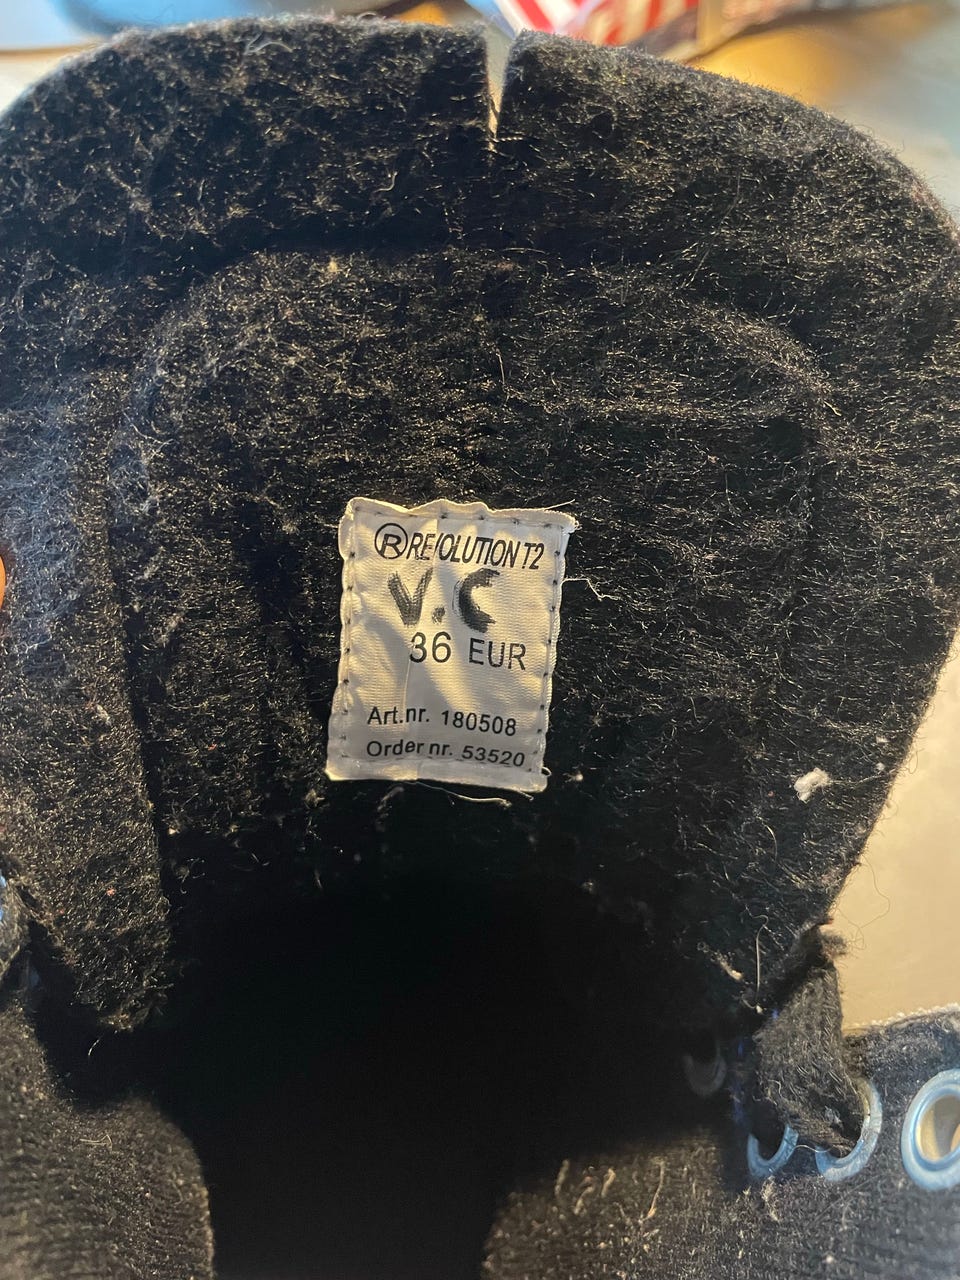 ® REVOLUTION T2
V.C
36 EUR
Art.nr. 180508
Order nr. 53520